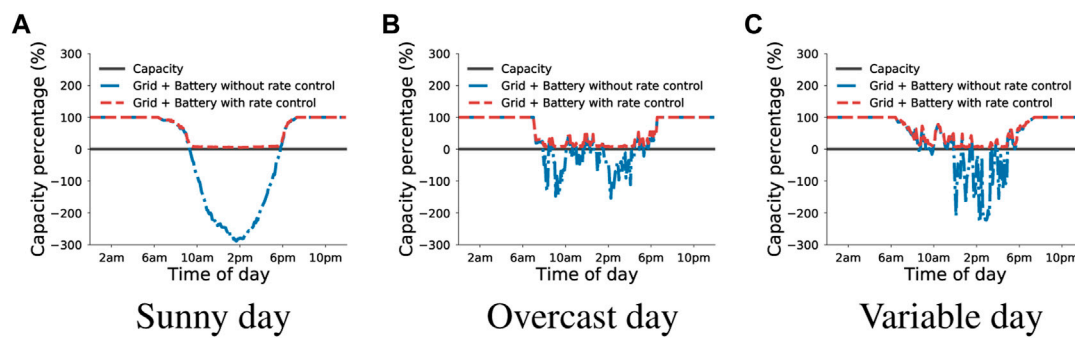 A
Capacity percentage (%)
300
200
100
0
−100
−200
−300
Capacity
Grid + Battery without rate control
Grid + Battery with rate control
2am 6am 10am 2pm 6pm 10pm
Time of day
Sunny day
B
Capacity percentage (%)
300
200
100
0
−100
−200
−300
Capacity
Grid + Battery without rate control
Grid + Battery with rate control
2am 6am 10am 2pm 6pm 10pm
Time of day
Overcast day
C
Capacity percentage (%)
300
200
100
0
−100
−200
−300
Capacity
Grid + Battery without rate control
Grid + Battery with rate control
2am 6am 10am 2pm 6pm 10pm
Time of day
Variable day